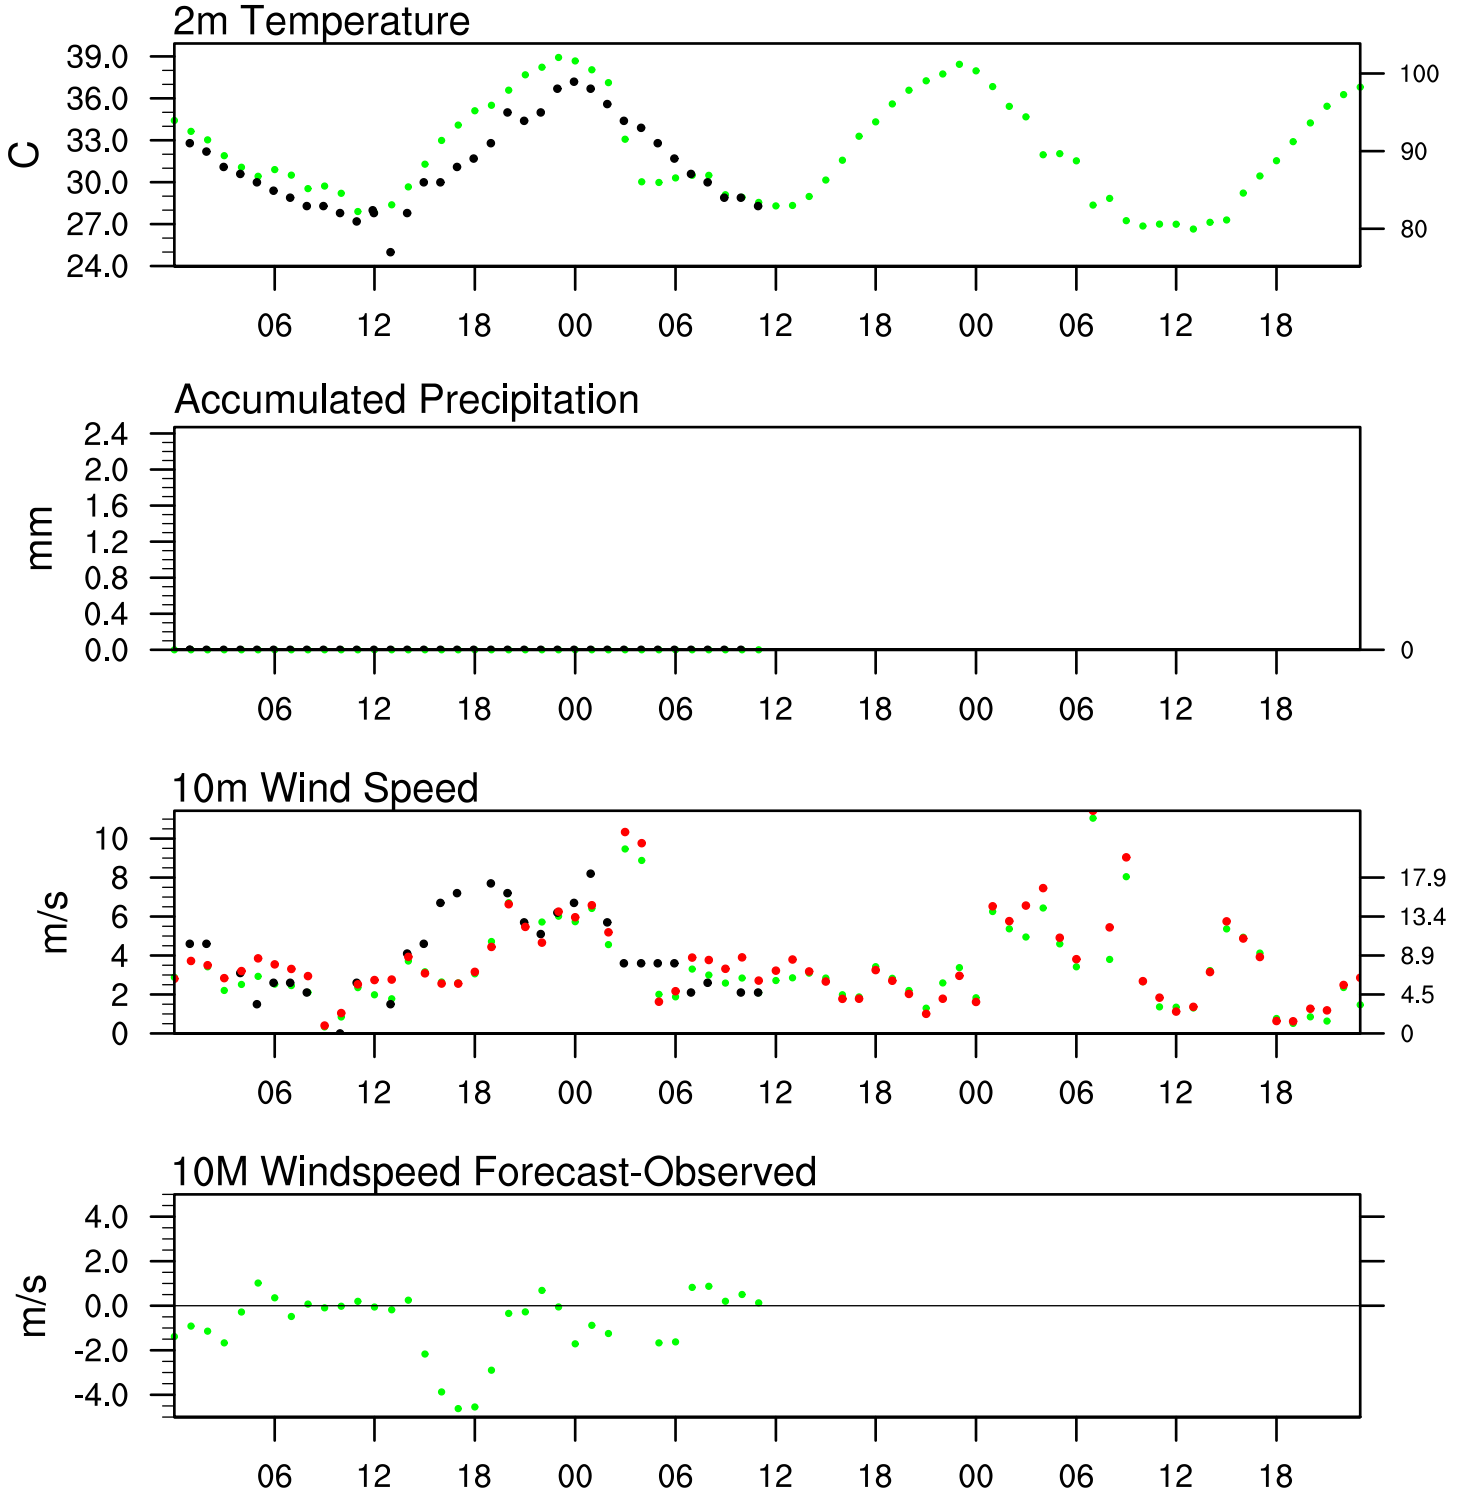 2m Temperature
39.0
36.0
33.0
30.0
27.0
24.0
C
100
90
80
06 12 18 00 06 12 18 00 06 12 18
Accumulated Precipitation
2.4
2.0
1.6
1.2
0.8
0.4
0.0
mm
0
06 12 18 00 06 12 18 00 06 12 18
10m Wind Speed
10
8
6
4
2
0
m/s
17.9
13.4
8.9
4.5
0
06 12 18 00 06 12 18 00 06 12 18
10M Windspeed Forecast-Observed
4.0
2.0
0.0
-2.0
-4.0
m/s
06 12 18 00 06 12 18 00 06 12 18